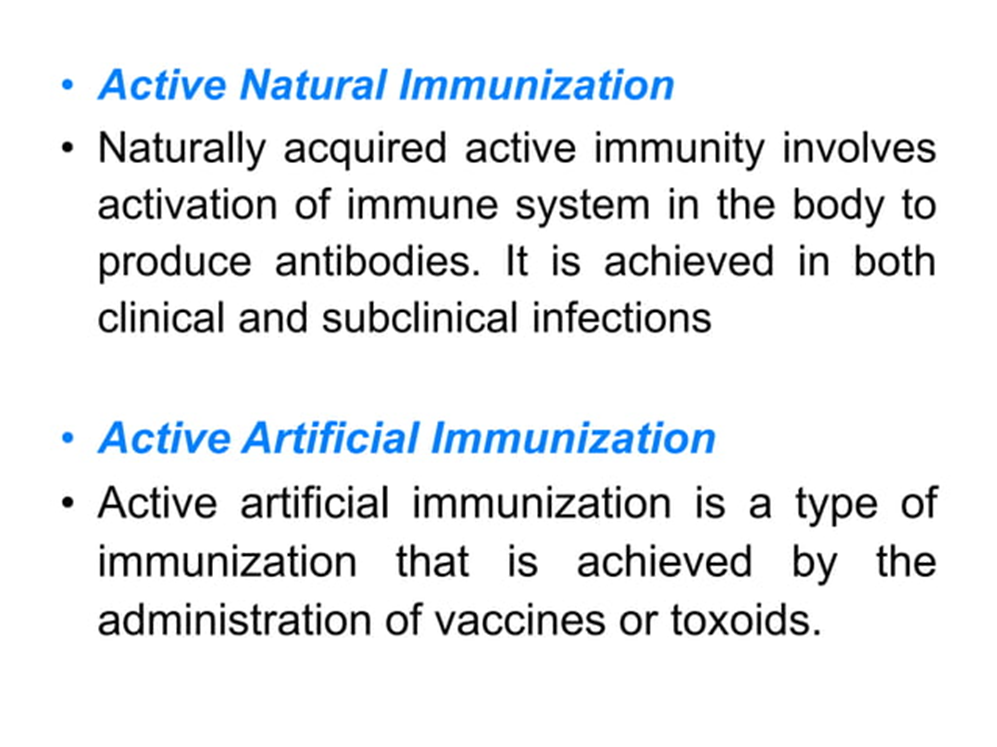 • Active Natural Immunization
• Naturally acquired active immunity involves
activation of immune system in the body to
produce antibodies. It is achieved in both
clinical and subclinical infections
• Active Artificial Immunization
• Active artificial immunization is a type of
immunization that is achieved by the
administration of vaccines or toxoids.